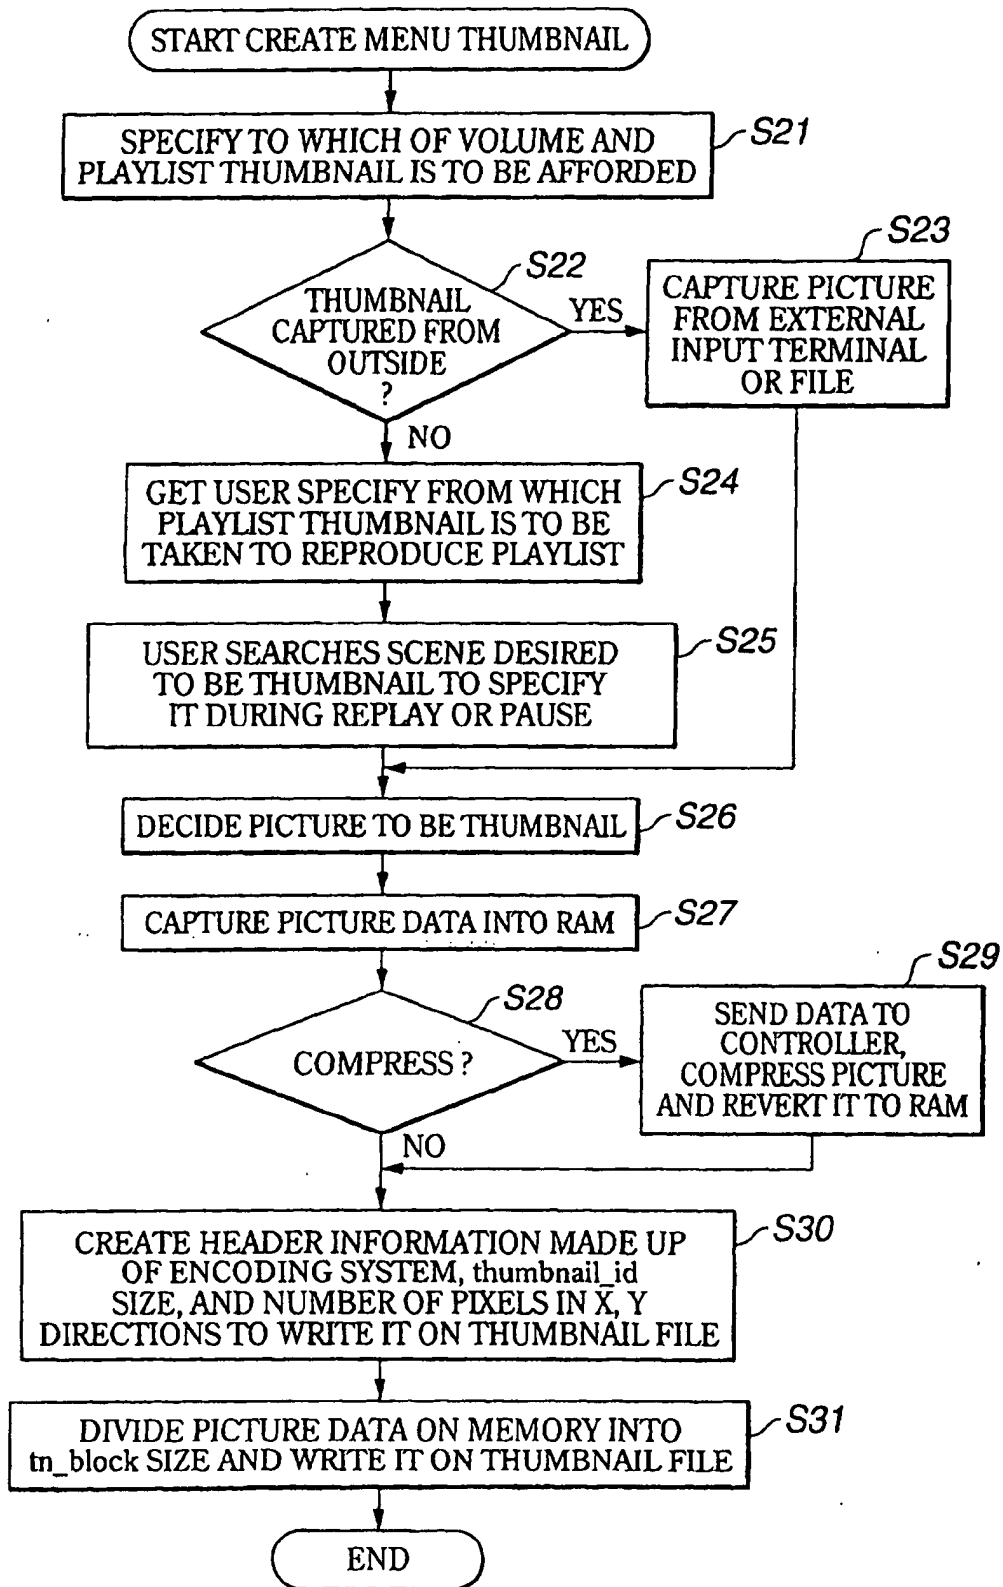 START CREATE MENU THUMBNAIL
SPECIFY TO WHICH OF VOLUME AND
PLAYLIST THUMBNAIL IS TO BE AFFORDED
S21
THUMBNAIL
CAPTURED FROM
OUTSIDE
?
S22
YES
CAPTURE PICTURE
FROM EXTERNAL
INPUT TERMINAL
OR FILE
S23
NO
GET USER SPECIFY FROM WHICH
PLAYLIST THUMBNAIL IS TO BE
TAKEN TO REPRODUCE PLAYLIST
S24
USER SEARCHES SCENE DESIRED
TO BE THUMBNAIL TO SPECIFY
IT DURING REPLAY OR PAUSE
S25
DECIDE PICTURE TO BE THUMBNAIL
S26
CAPTURE PICTURE DATA INTO RAM
S27
COMPRESS ?
S28
YES
SEND DATA TO
CONTROLLER,
COMPRESS PICTURE
AND REVERT IT TO RAM
S29
NO
CREATE HEADER INFORMATION MADE UP
OF ENCODING SYSTEM, thumbnail_id
SIZE, AND NUMBER OF PIXELS IN X, Y
DIRECTIONS TO WRITE IT ON THUMBNAIL FILE
S30
DIVIDE PICTURE DATA ON MEMORY INTO
tn_block SIZE AND WRITE IT ON THUMBNAIL FILE
S31
END